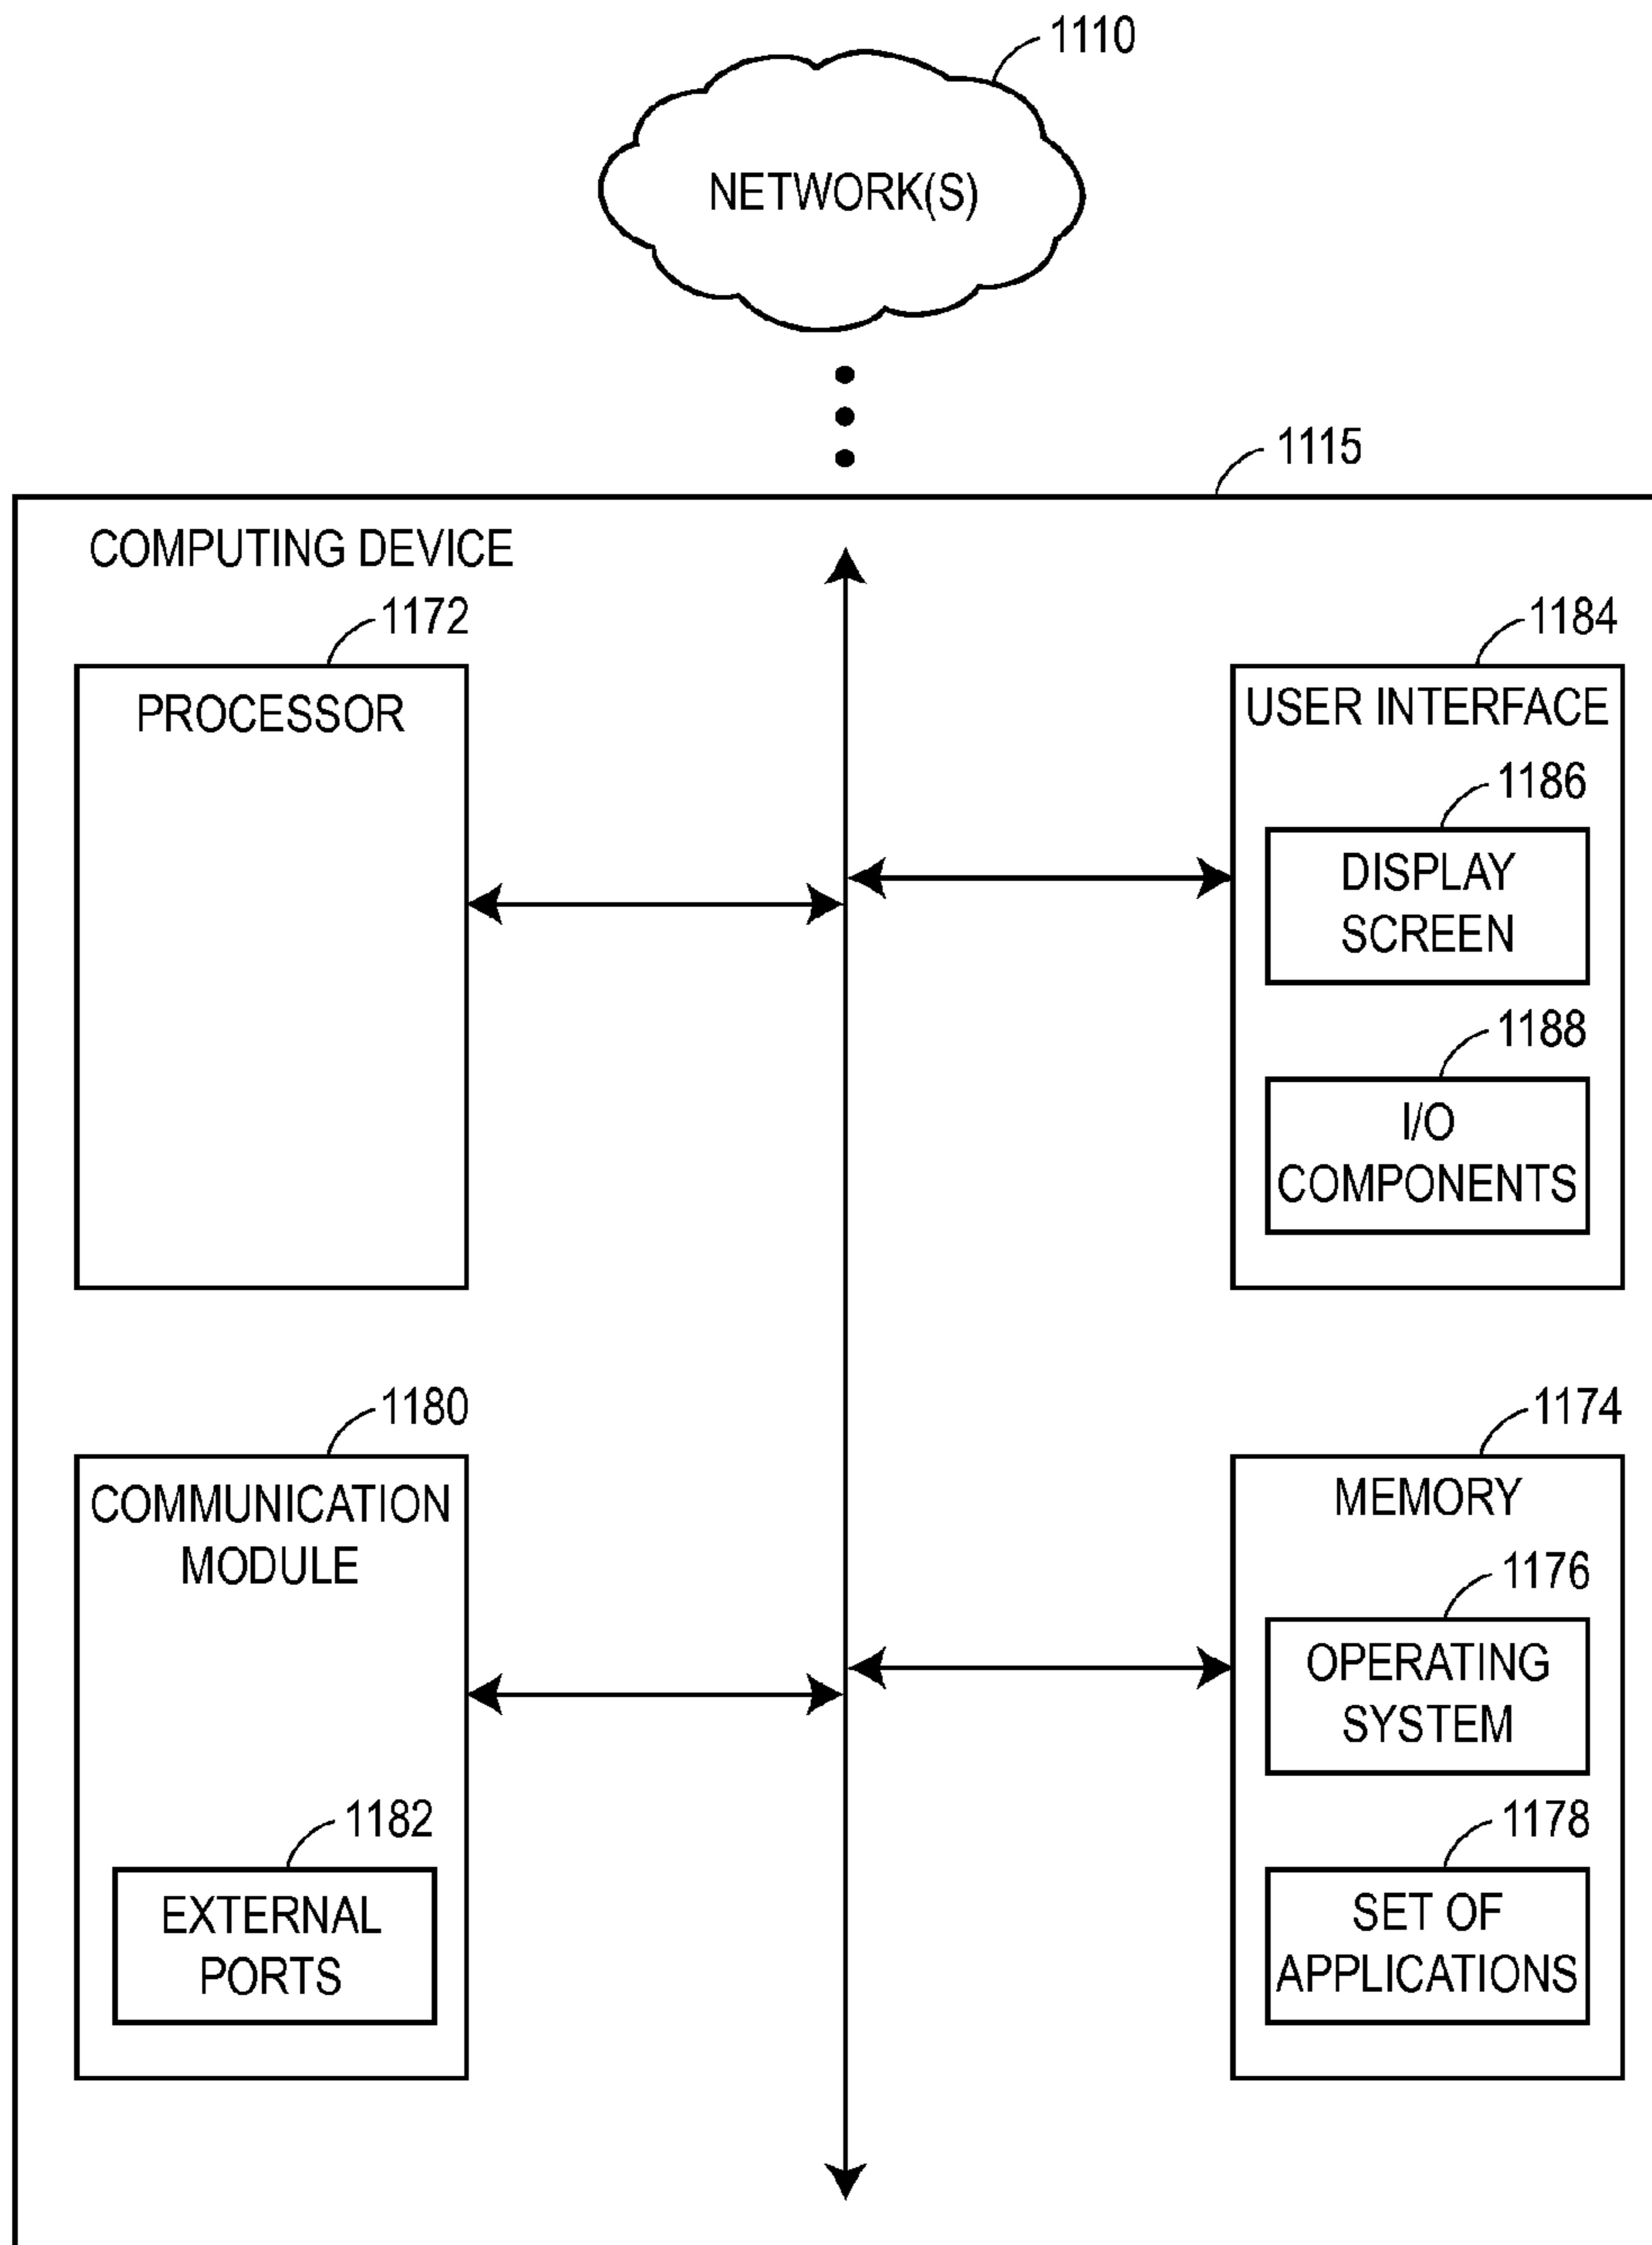 1110
NETWORK(S)
1115
COMPUTING DEVICE
1172
PROCESSOR
1184
USER INTERFACE
1186
DISPLAY
SCREEN
1188
I/O
COMPONENTS
1180
COMMUNICATION
MODULE
1182
EXTERNAL
PORTS
1174
MEMORY
1176
OPERATING
SYSTEM
1178
SET OF
APPLICATIONS